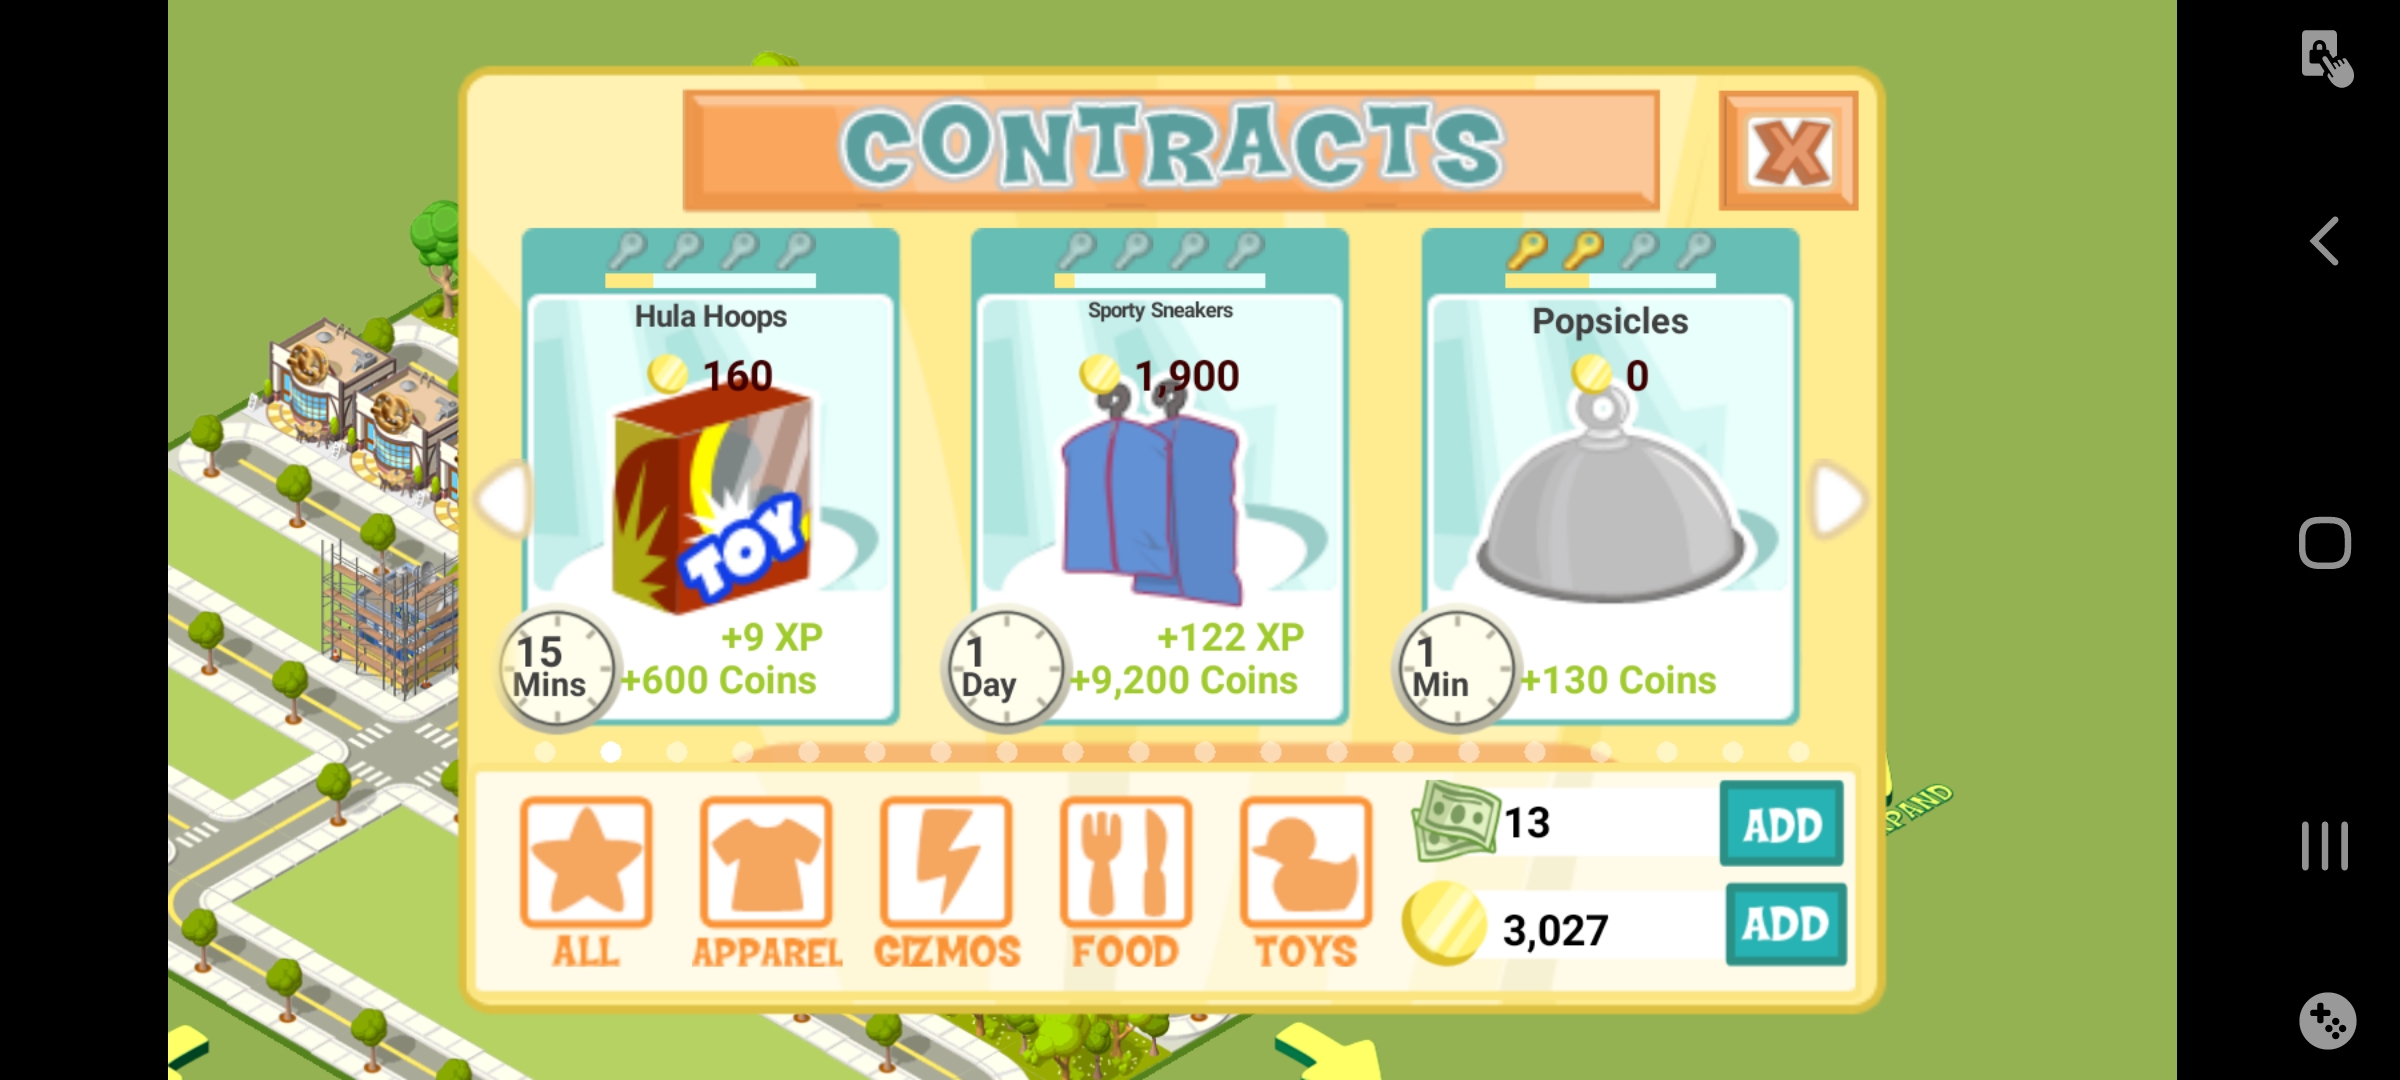 CONTRACTS
X
Hula Hoops
160
TOY
15
Mins
+9 XP
+600 Coins
Sporty Sneakers
1,900
1
Day
+122 XP
+9,200 Coins
Popsicles
0
1
Min
+130 Coins
ALL
APPAREL
GIZMOS
FOOD
TOYS
13
ADD
3,027
ADD